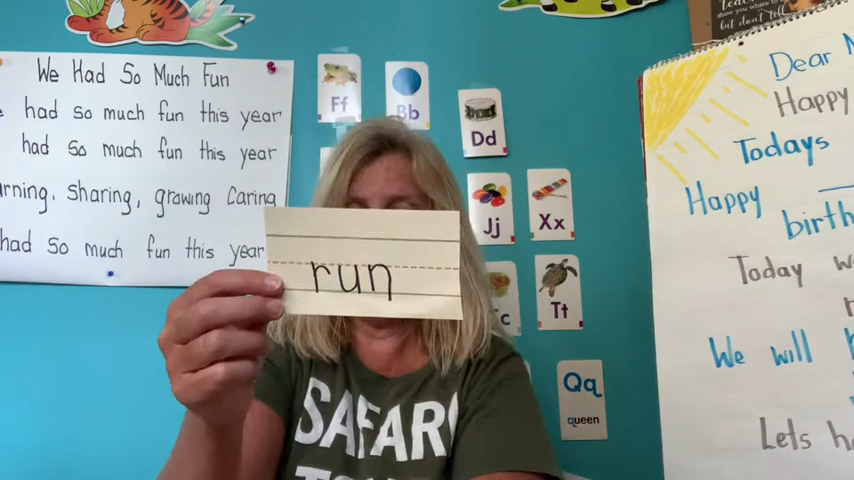 We Had So Much Fun
had so much fun this year
had so much fun this year
sharing, growing Caring
had so much fun this year
Ff
Bb
Dd
Jj
Xx
Tt
Qq
queen
run
SAFARI
but don't
Dear
Happy
Todays
Happy
birth
Today
We will
Lets